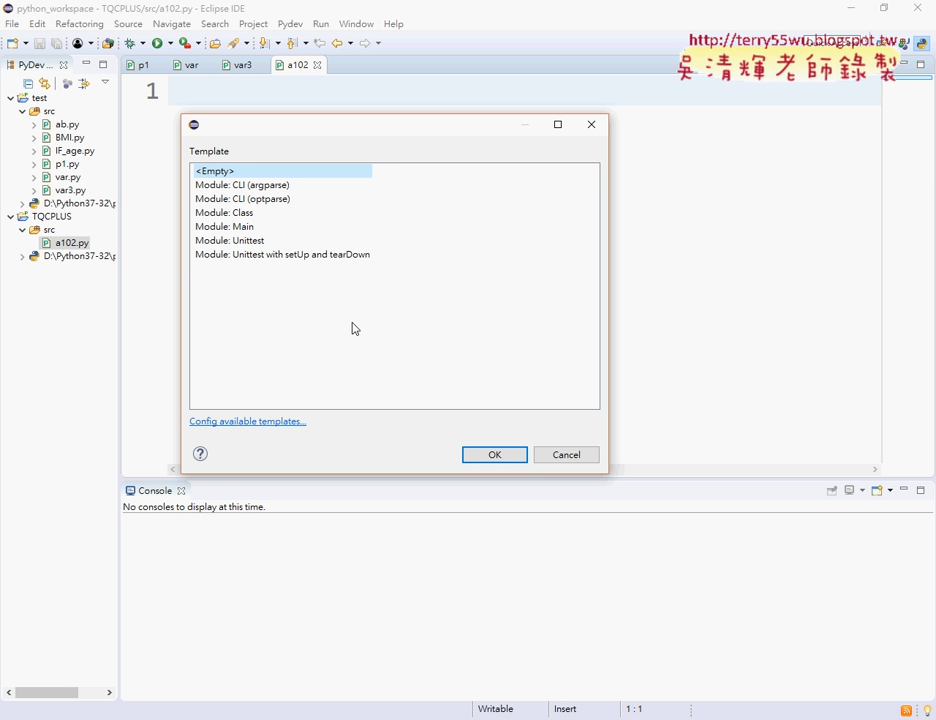 python_workspace - TQCPLUS/src/a102.py - Eclipse IDE
File Edit Refactoring Source Navigate Search Project Pydev Run Window Help
http://terry55wu.blogspot.tw
吳清輝老師錄製
PyDev ...
p1 var var3 a102
1
test
src
ab.py
BMI.py
IF_age.py
p1.py
var.py
var3.py
D:\Python37-32\p
TQCPLUS
src
a102.py
D:\Python37-32\p
Template
<Empty>
Module: CLI (argparse)
Module: CLI (optparse)
Module: Class
Module: Main
Module: Unittest
Module: Unittest with setUp and tearDown
Config available templates...
OK Cancel
Console
No consoles to display at this time.
Writable Insert 1 : 1